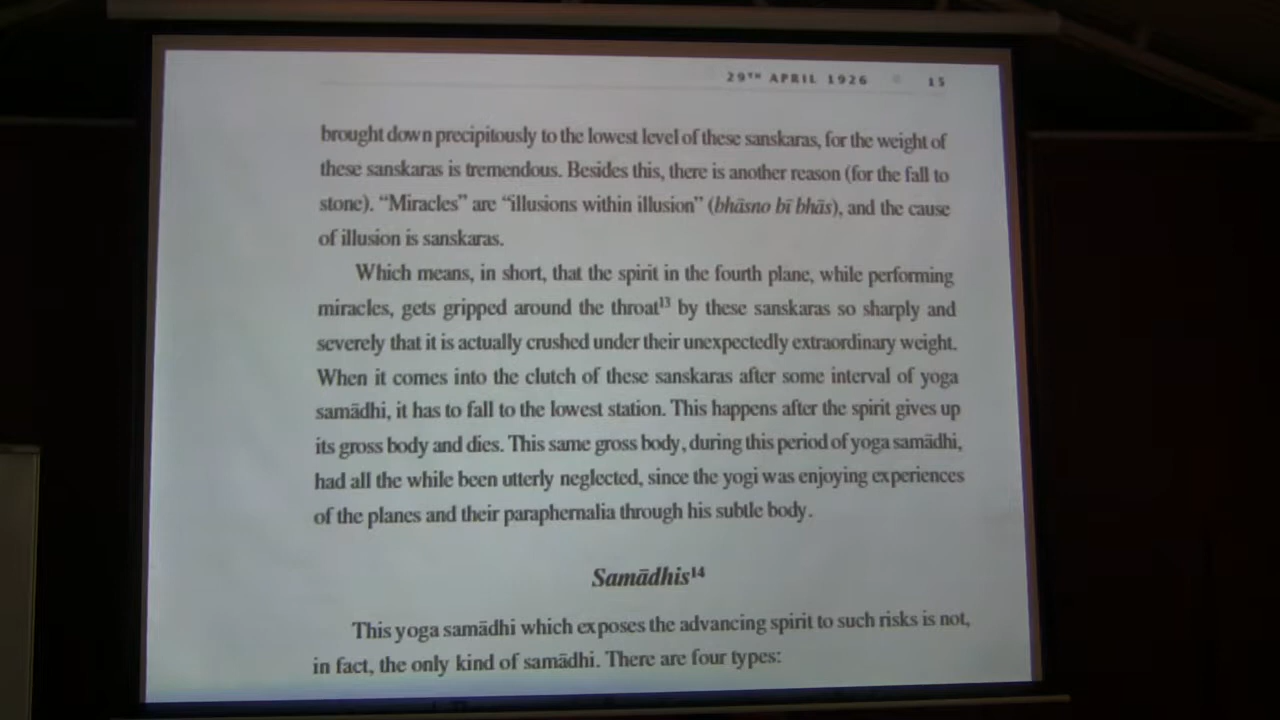 29TH APRIL 1926 15
brought down precipitously to the lowest level of these sanskaras, for the weight of
these sanskaras is tremendous. Besides this, there is another reason (for the fall to
stone). “Miracles” are “illusions within illusion” (bhāsno bī bhās), and the cause
of illusion is sanskaras.
Which means, in short, that the spirit in the fourth plane, while performing
miracles, gets gripped around the throat¹³ by these sanskaras so sharply and
severely that it is actually crushed under their unexpectedly extraordinary weight.
When it comes into the clutch of these sanskaras after some interval of yoga
samādhi, it has to fall to the lowest station. This happens after the spirit gives up
its gross body and dies. This same gross body, during this period of yoga samādhi,
had all the while been utterly neglected, since the yogi was enjoying experiences
of the planes and their paraphernalia through his subtle body.
Samādhis¹⁴
This yoga samādhi which exposes the advancing spirit to such risks is not,
in fact, the only kind of samādhi. There are four types: